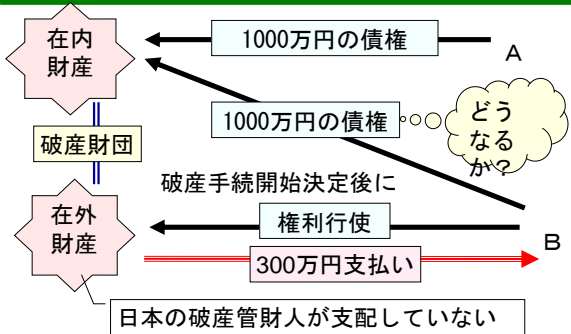 在内
財産
1000万円の債権
A
1000万円の債権
どう
なる
か?
破産財団
破産手続開始決定後に
在外
財産
権利行使
B
300万円支払い
日本の破産管財人が支配していない